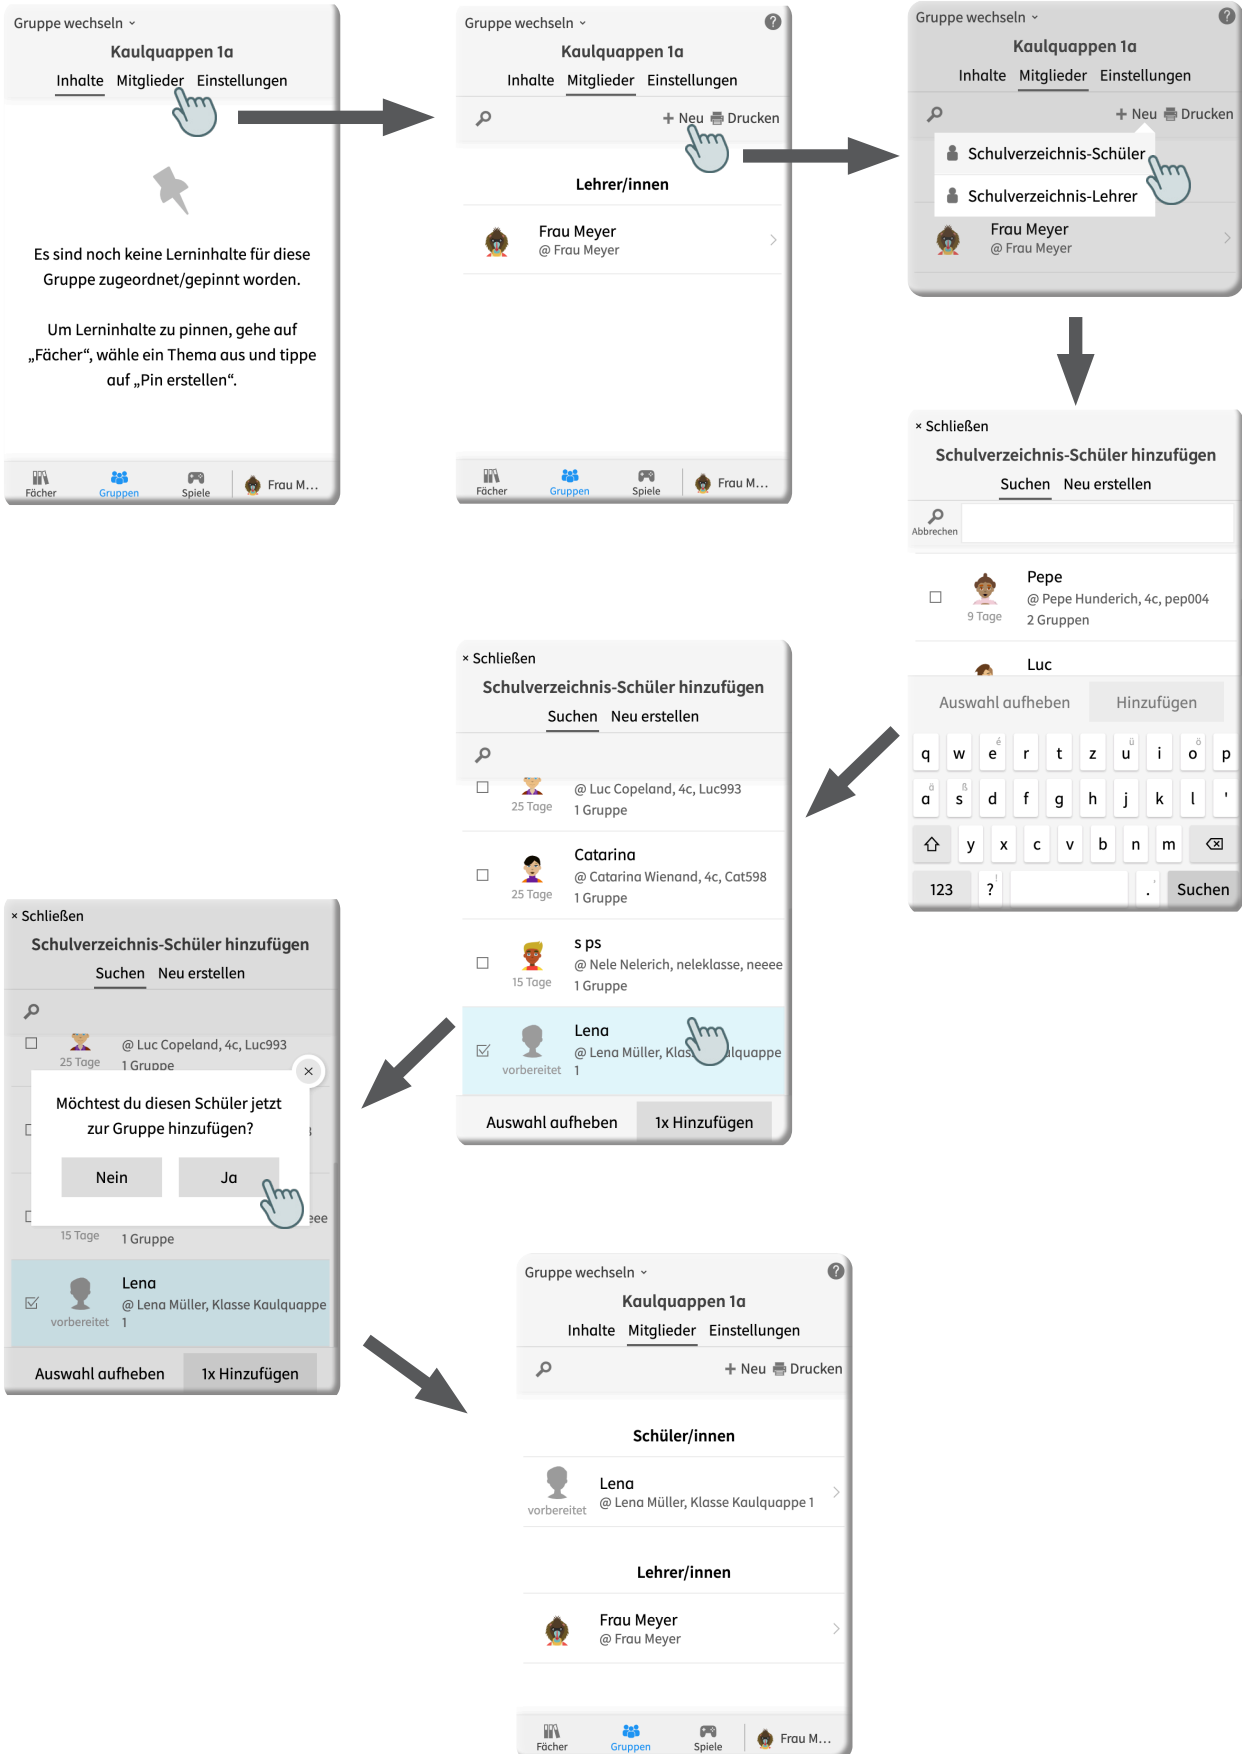 Gruppe wechseln
Kaulquappen 1a
Inhalte Mitglieder Einstellungen
Es sind noch keine Lerninhalte für diese
Gruppe zugeordnet/gepinnt worden.
Um Lerninhalte zu pinnen, gehe auf
„Fächer“, wähle ein Thema aus und tippe
auf „Pin erstellen“.
Fächer Gruppen Spiele Frau M...
Gruppe wechseln ?
Kaulquappen 1a
Inhalte Mitglieder Einstellungen
+ Neu Drucken
Lehrer/innen
Frau Meyer
@ Frau Meyer
Fächer Gruppen Spiele Frau M...
Gruppe wechseln ?
Kaulquappen 1a
Inhalte Mitglieder Einstellungen
+ Neu Drucken
Schulverzeichnis-Schüler
Schulverzeichnis-Lehrer
Frau Meyer
@ Frau Meyer
× Schließen
Schulverzeichnis-Schüler hinzufügen
Suchen Neu erstellen
Abbrechen
Pepe
@ Pepe Hunderich, 4c, pep004
9 Tage 2 Gruppen
Luc
Auswahl aufheben Hinzufügen
q w e é r t z u ü i o ö p
a ä s ß d f g h j k l '
y x c v b n m
123 ? ! . ' Suchen
× Schließen
Schulverzeichnis-Schüler hinzufügen
Suchen Neu erstellen
@ Luc Copeland, 4c, Luc993
25 Tage 1 Gruppe
Catarina
@ Catarina Wienand, 4c, Cat598
25 Tage 1 Gruppe
s ps
@ Nele Nelerich, neleklasse, neeee
15 Tage 1 Gruppe
Lena
@ Lena Müller, Klas alquappe
vorbereitet 1
Auswahl aufheben 1x Hinzufügen
× Schließen
Schulverzeichnis-Schüler hinzufügen
Suchen Neu erstellen
@ Luc Copeland, 4c, Luc993
25 Tage 1 Gruppe
×
Möchtest du diesen Schüler jetzt
zur Gruppe hinzufügen?
Nein Ja
eee
15 Tage 1 Gruppe
Lena
@ Lena Müller, Klasse Kaulquappe
vorbereitet 1
Auswahl aufheben 1x Hinzufügen
Gruppe wechseln ?
Kaulquappen 1a
Inhalte Mitglieder Einstellungen
+ Neu Drucken
Schüler/innen
Lena
@ Lena Müller, Klasse Kaulquappe 1
vorbereitet
Lehrer/innen
Frau Meyer
@ Frau Meyer
Fächer Gruppen Spiele Frau M...